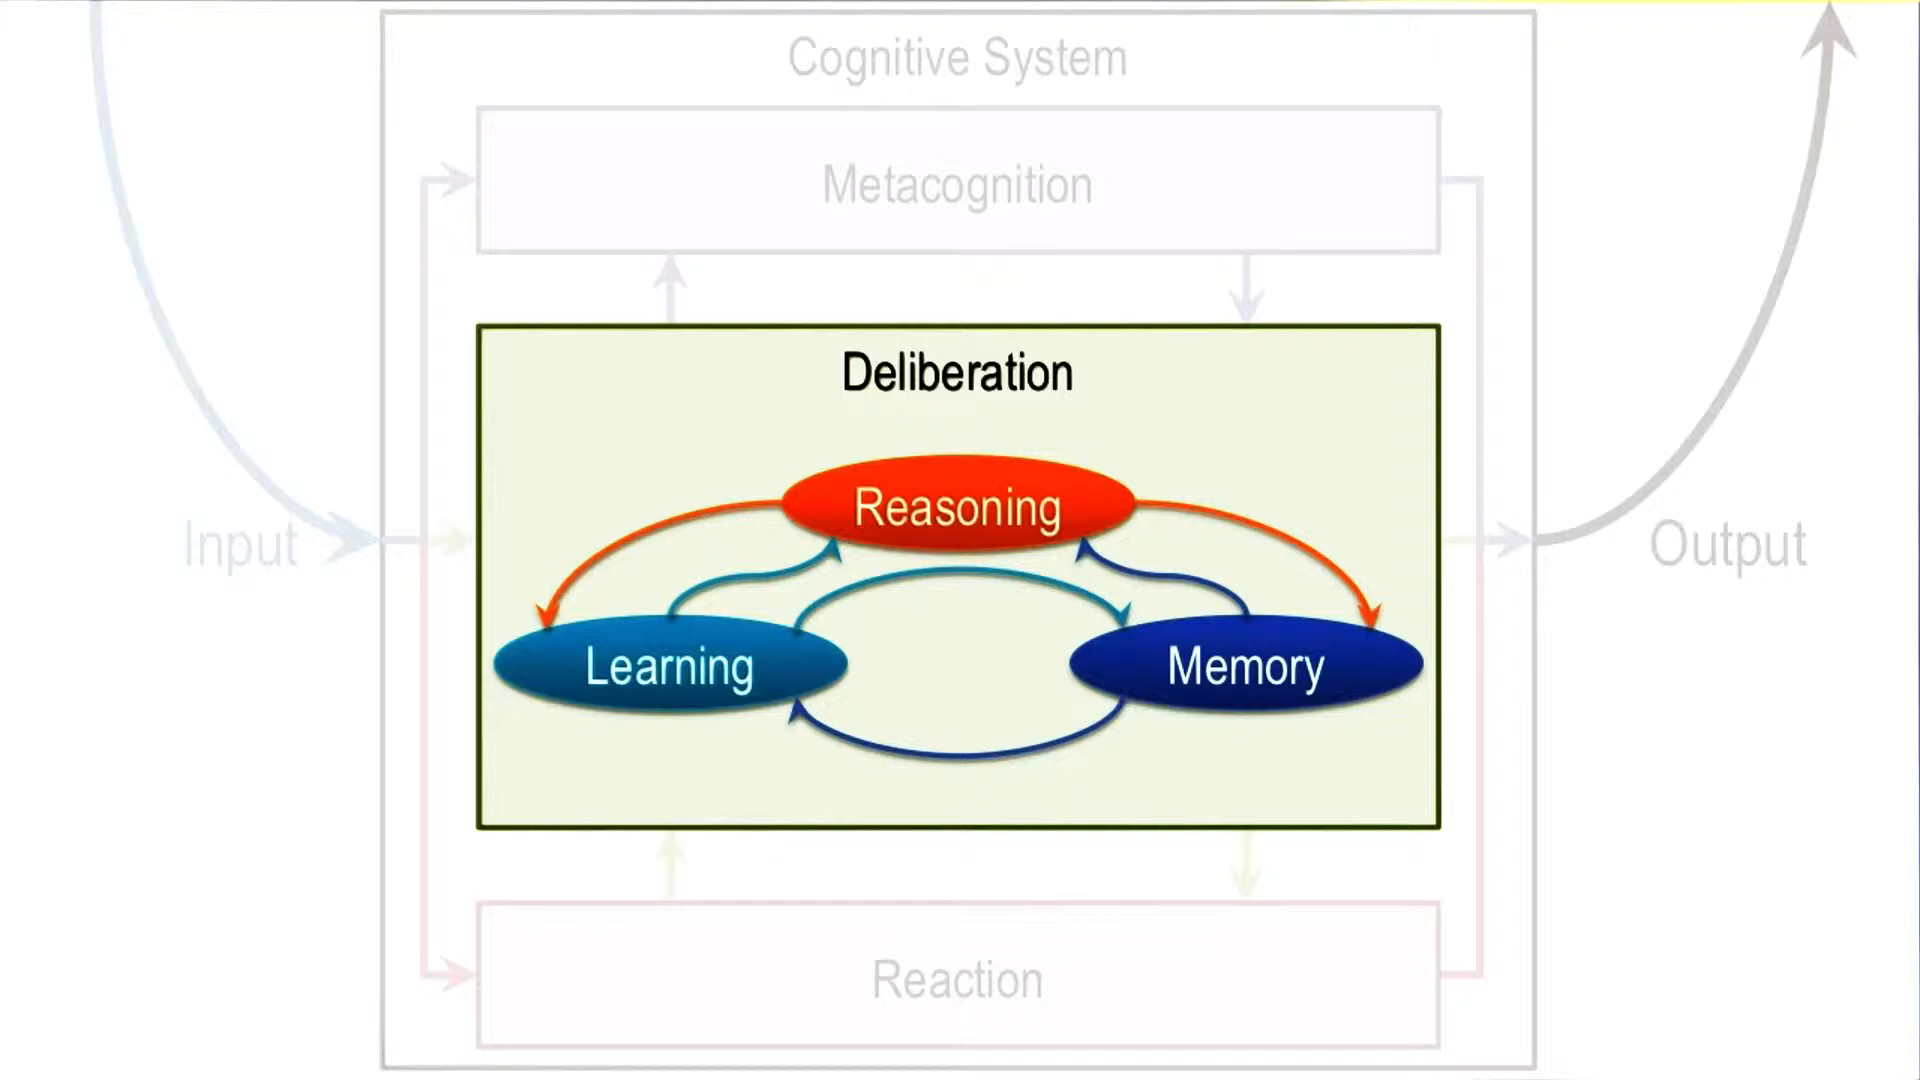 Cognitive System
Metacognition
Deliberation
Reasoning
Input
Output
Learning
Memory
Reaction